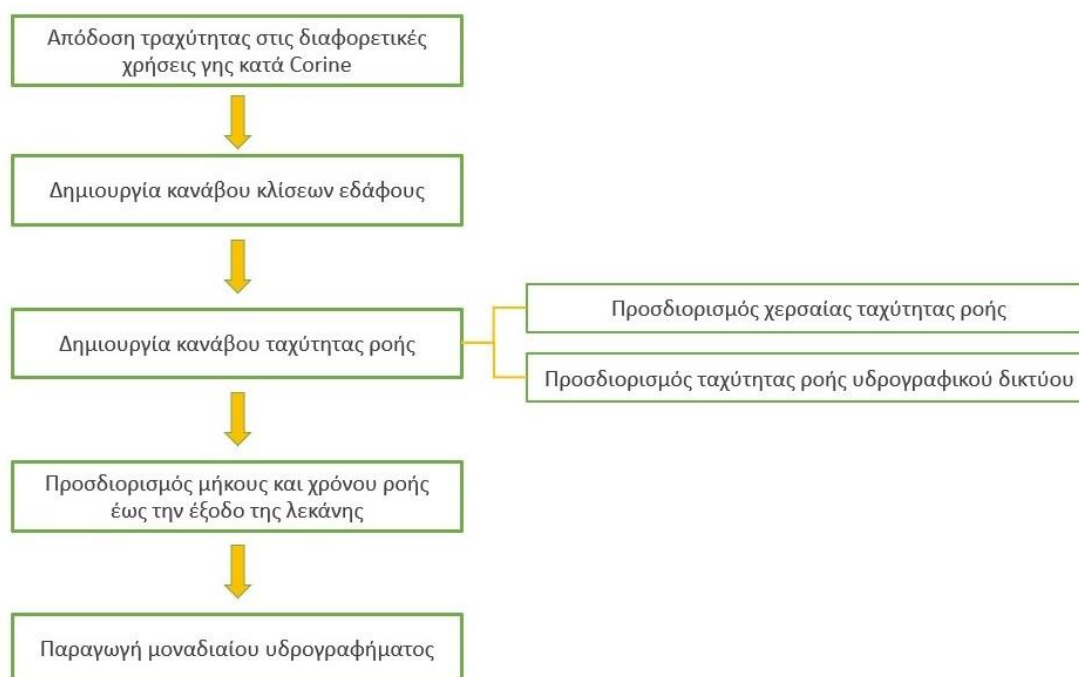 Απόδοση τραχύτητας στις διαφορετικές
χρήσεις γης κατά Corine
Δημιουργία κανάβου κλίσεων εδάφους
Δημιουργία κανάβου ταχύτητας ροής
Προσδιορισμός χερσαίας ταχύτητας ροής
Προσδιορισμός ταχύτητας ροής υδρογραφικού δικτύου
Προσδιορισμός μήκους και χρόνου ροής
έως την έξοδο της λεκάνης
Παραγωγή μοναδιαίου υδρογραφήματος